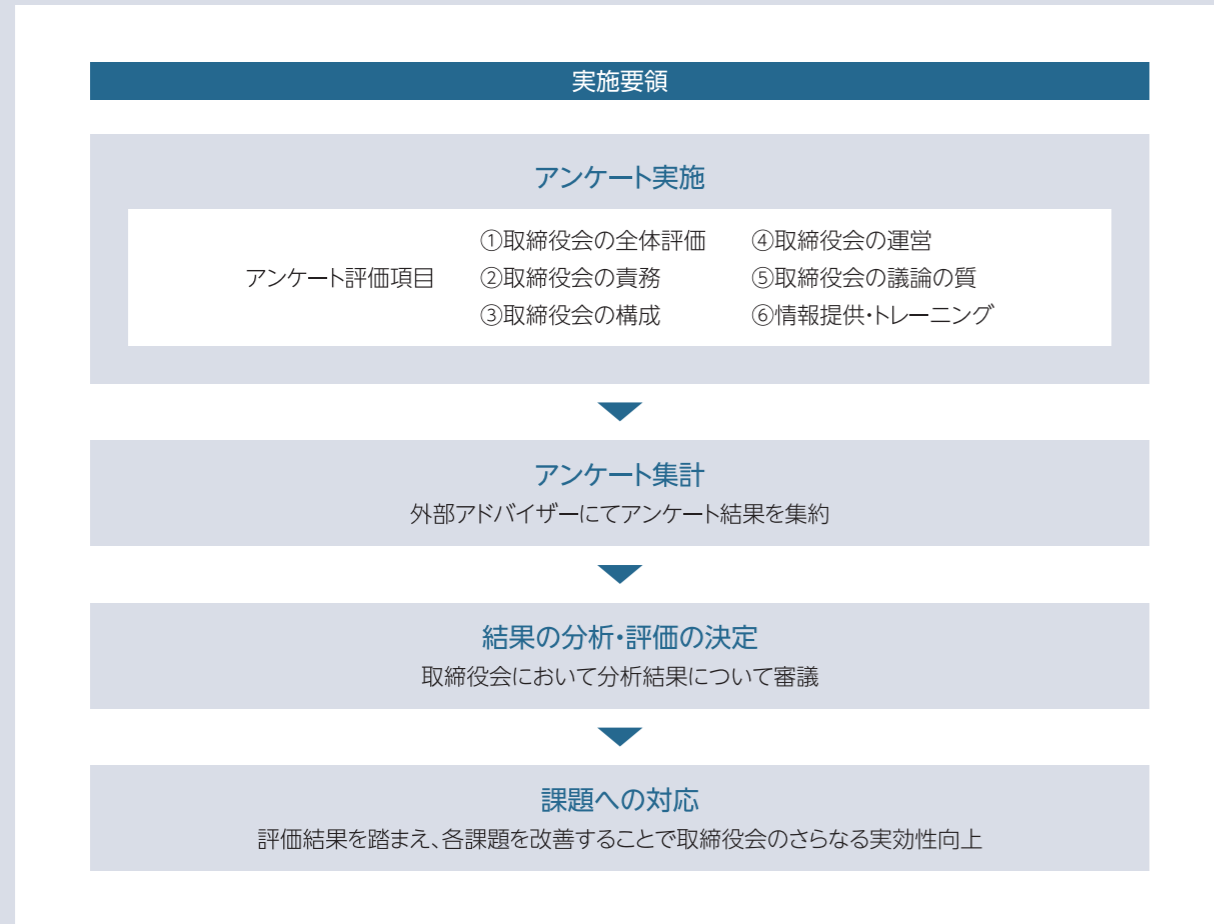 実施要領
アンケート実施
アンケート評価項目
①取締役会の全体評価
②取締役会の責務
③取締役会の構成
④取締役会の運営
⑤取締役会の議論の質
⑥情報提供・トレーニング
アンケート集計
外部アドバイザーにてアンケート結果を集約
結果の分析・評価の決定
取締役会において分析結果について審議
課題への対応
評価結果を踏まえ、各課題を改善することで取締役会のさらなる実効性向上